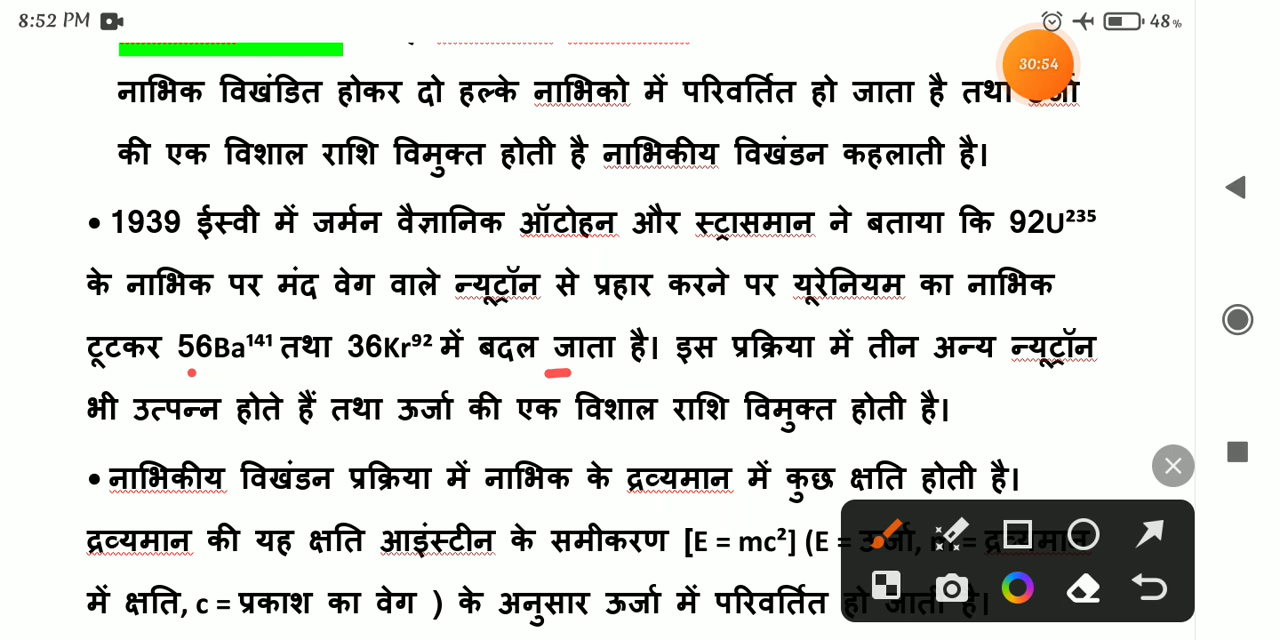 8:52 PM 48%
30:54
नाभिक विखंडित होकर दो हल्के नाभिको में परिवर्तित हो जाता है तथा
की एक विशाल राशि विमुक्त होती है नाभिकीय विखंडन कहलाती है।
• 1939 ईस्वी में जर्मन वैज्ञानिक ऑटोहन और स्ट्रासमान ने बताया कि 92U²³⁵
के नाभिक पर मंद वेग वाले न्यूट्रॉन से प्रहार करने पर यूरेनियम का नाभिक
टूटकर 56Ba¹⁴¹ तथा 36Kr⁹² में बदल जाता है। इस प्रक्रिया में तीन अन्य न्यूट्रॉन
भी उत्पन्न होते हैं तथा ऊर्जा की एक विशाल राशि विमुक्त होती है।
• नाभिकीय विखंडन प्रक्रिया में नाभिक के द्रव्यमान में कुछ क्षति होती है।
द्रव्यमान की यह क्षति आइंस्टीन के समीकरण [E = mc²] (E = ऊर्जा, m = द्रव्यमान
में क्षति, c = प्रकाश का वेग ) के अनुसार ऊर्जा में परिवर्तित हो जाती है।